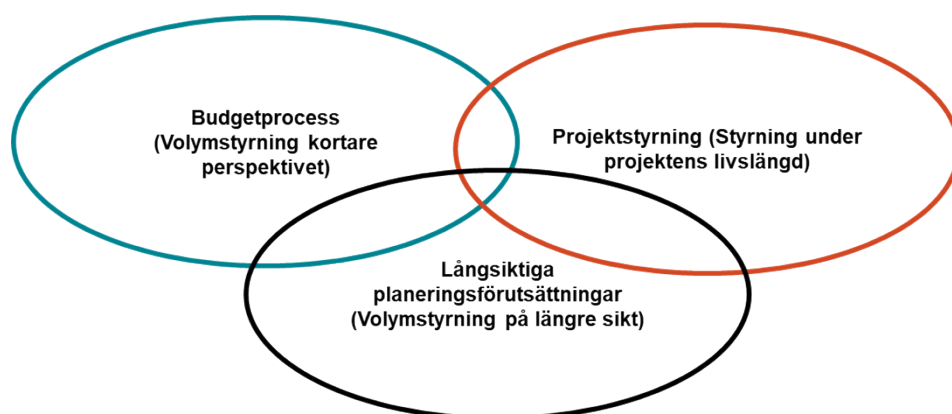 Budgetprocess
(Volymstyrning kortare
perspektivet)
Projektstyrning (Styrning under
projektens livslängd)
Långsiktiga
planeringsförutsättningar
(Volymstyrning på längre sikt)